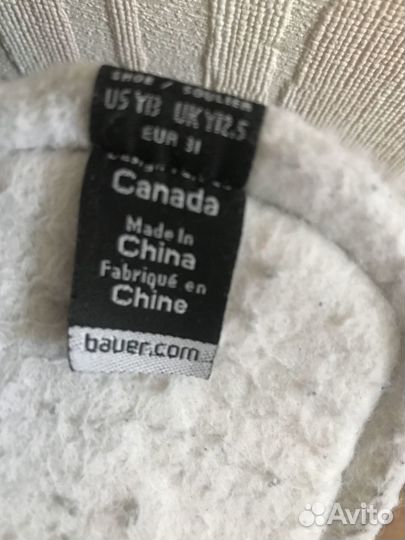 SHOE / SOULIER
US Y13 UK Y12.5
EUR 31
Canada
Made in
China
Fabriqué en
Chine
bauer.com
Avito